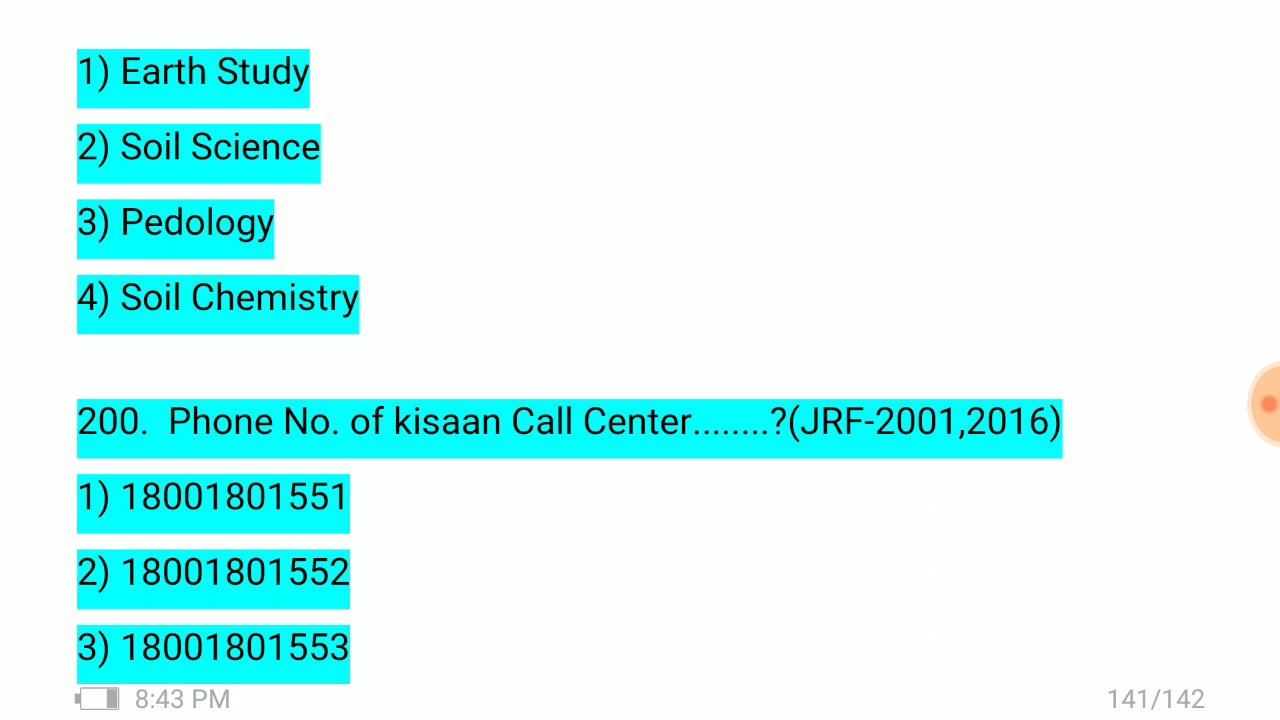 1) Earth Study
2) Soil Science
3) Pedology
4) Soil Chemistry
200.  Phone No. of kisaan Call Center........?(JRF-2001,2016)
1) 18001801551
2) 18001801552
3) 18001801553
8:43 PM
141/142